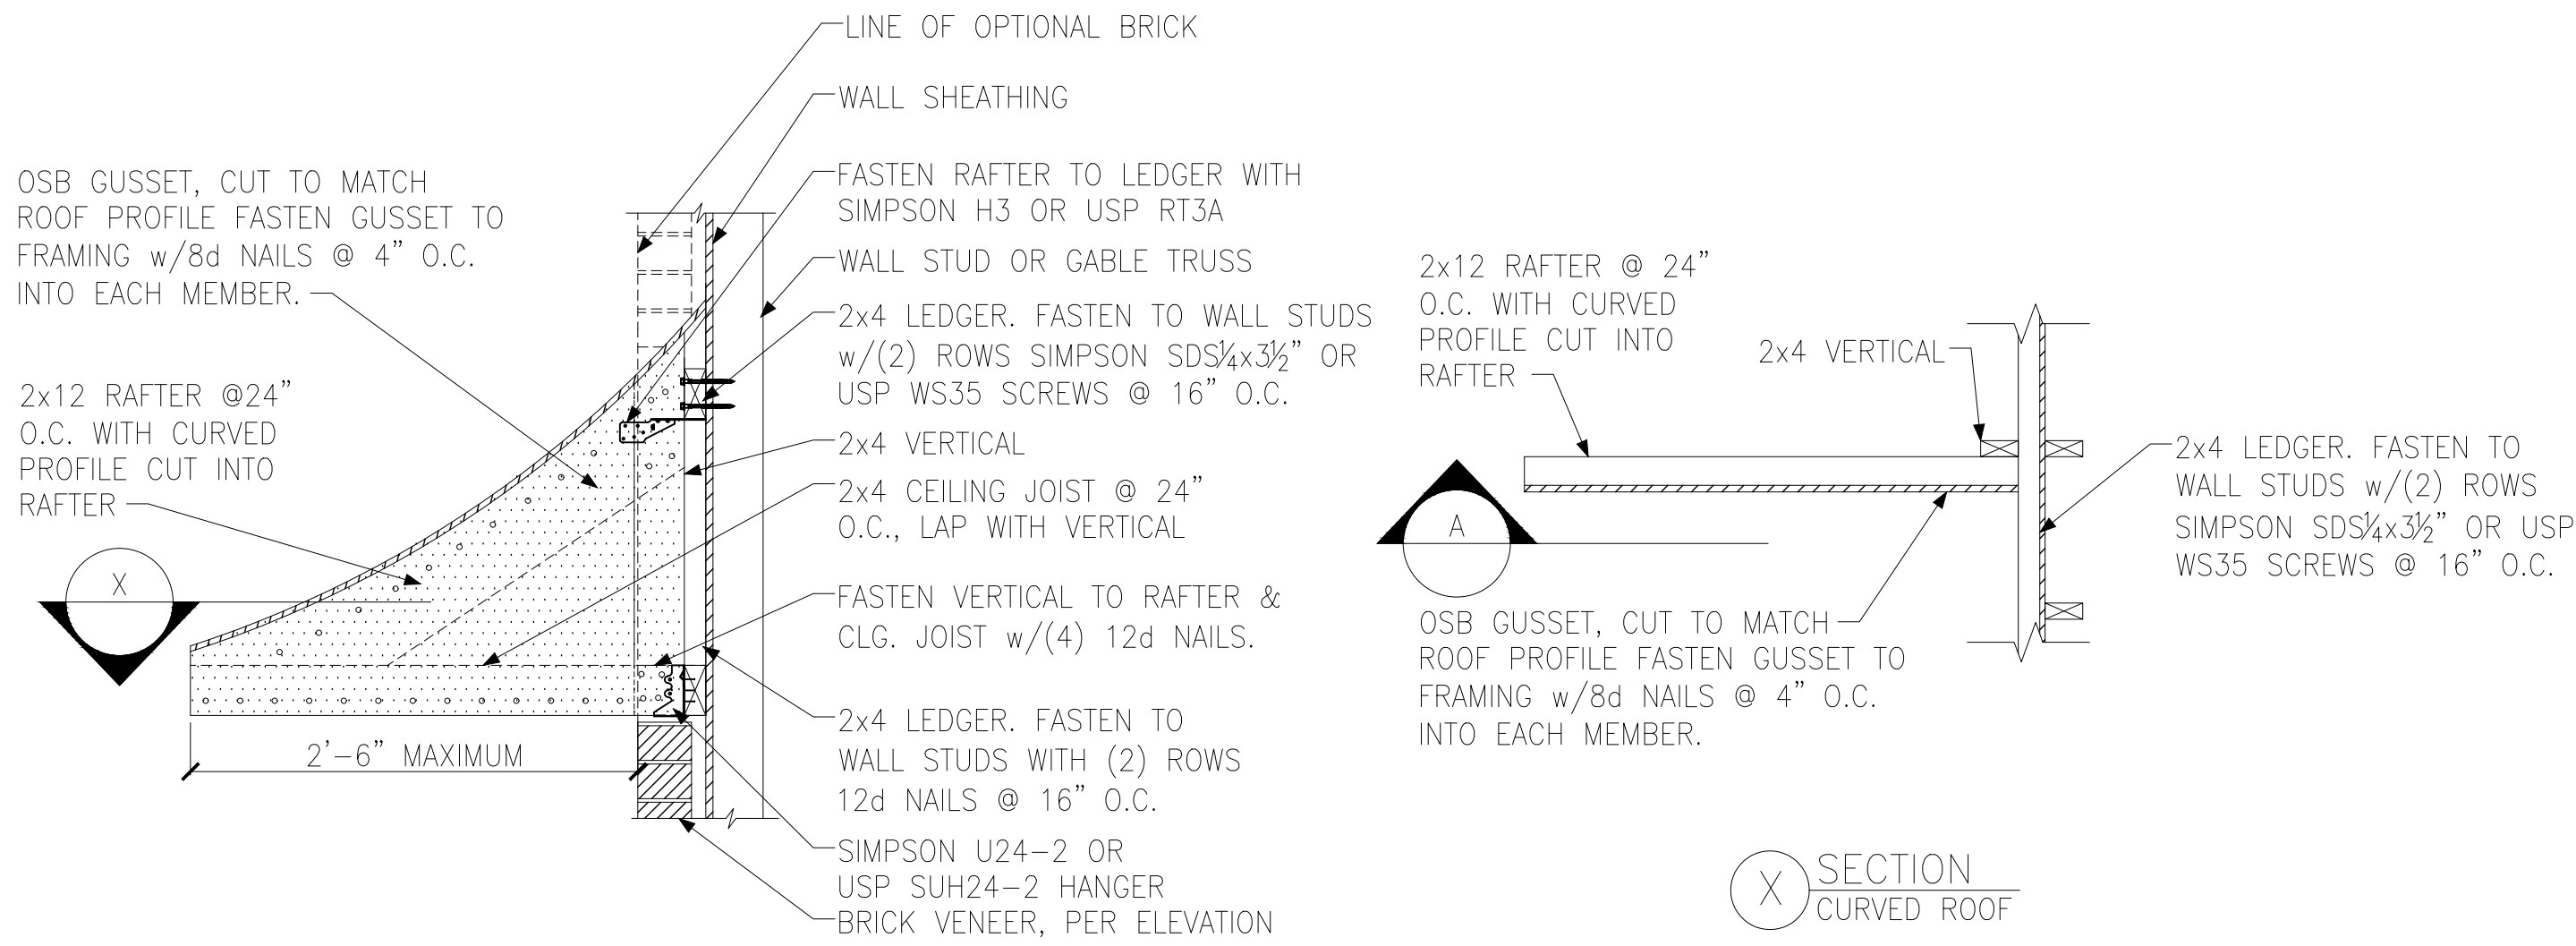 LINE OF OPTIONAL BRICK
WALL SHEATHING
OSB GUSSET, CUT TO MATCH
ROOF PROFILE FASTEN GUSSET TO
FRAMING w/8d NAILS @ 4" O.C.
INTO EACH MEMBER.
FASTEN RAFTER TO LEDGER WITH
SIMPSON H3 OR USP RT3A
WALL STUD OR GABLE TRUSS
2x4 LEDGER. FASTEN TO WALL STUDS
w/(2) ROWS SIMPSON SDS¼x3½" OR
USP WS35 SCREWS @ 16" O.C.
2x12 RAFTER @24"
O.C. WITH CURVED
PROFILE CUT INTO
RAFTER
2x4 VERTICAL
2x4 CEILING JOIST @ 24"
O.C., LAP WITH VERTICAL
X
FASTEN VERTICAL TO RAFTER &
CLG. JOIST w/(4) 12d NAILS.
2x4 LEDGER. FASTEN TO
WALL STUDS WITH (2) ROWS
12d NAILS @ 16" O.C.
2'-6" MAXIMUM
SIMPSON U24-2 OR
USP SUH24-2 HANGER
BRICK VENEER, PER ELEVATION
2x12 RAFTER @ 24"
O.C. WITH CURVED
PROFILE CUT INTO
RAFTER
2x4 VERTICAL
2x4 LEDGER. FASTEN TO
WALL STUDS w/(2) ROWS
SIMPSON SDS¼x3½" OR USP
WS35 SCREWS @ 16" O.C.
A
OSB GUSSET, CUT TO MATCH
ROOF PROFILE FASTEN GUSSET TO
FRAMING w/8d NAILS @ 4" O.C.
INTO EACH MEMBER.
X SECTION
CURVED ROOF